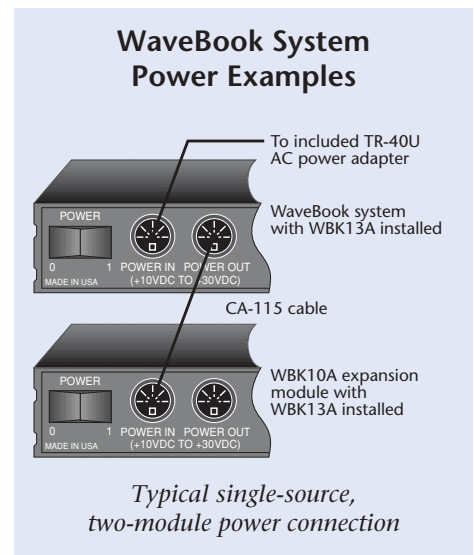 WaveBook System
Power Examples
To included TR-40U
AC power adapter
POWER
0 1
MADE IN USA
POWER IN POWER OUT
(+10VDC TO +30VDC)
WaveBook system
with WBK13A installed
CA-115 cable
POWER
0 1
MADE IN USA
POWER IN POWER OUT
(+10VDC TO +30VDC)
WBK10A expansion
module with
WBK13A installed
Typical single-source,
two-module power connection